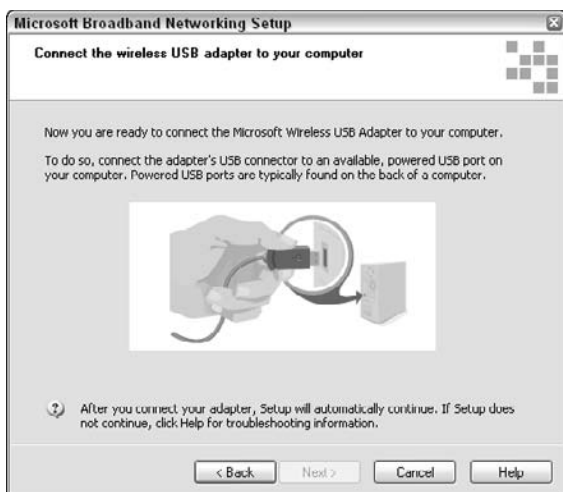 Microsoft Broadband Networking Setup
Connect the wireless USB adapter to your computer
Now you are ready to connect the Microsoft Wireless USB Adapter to your computer.
To do so, connect the adapter's USB connector to an available, powered USB port on
your computer. Powered USB ports are typically found on the back of a computer.
After you connect your adapter, Setup will automatically continue. If Setup does
not continue, click Help for troubleshooting information.
< Back
Next >
Cancel
Help